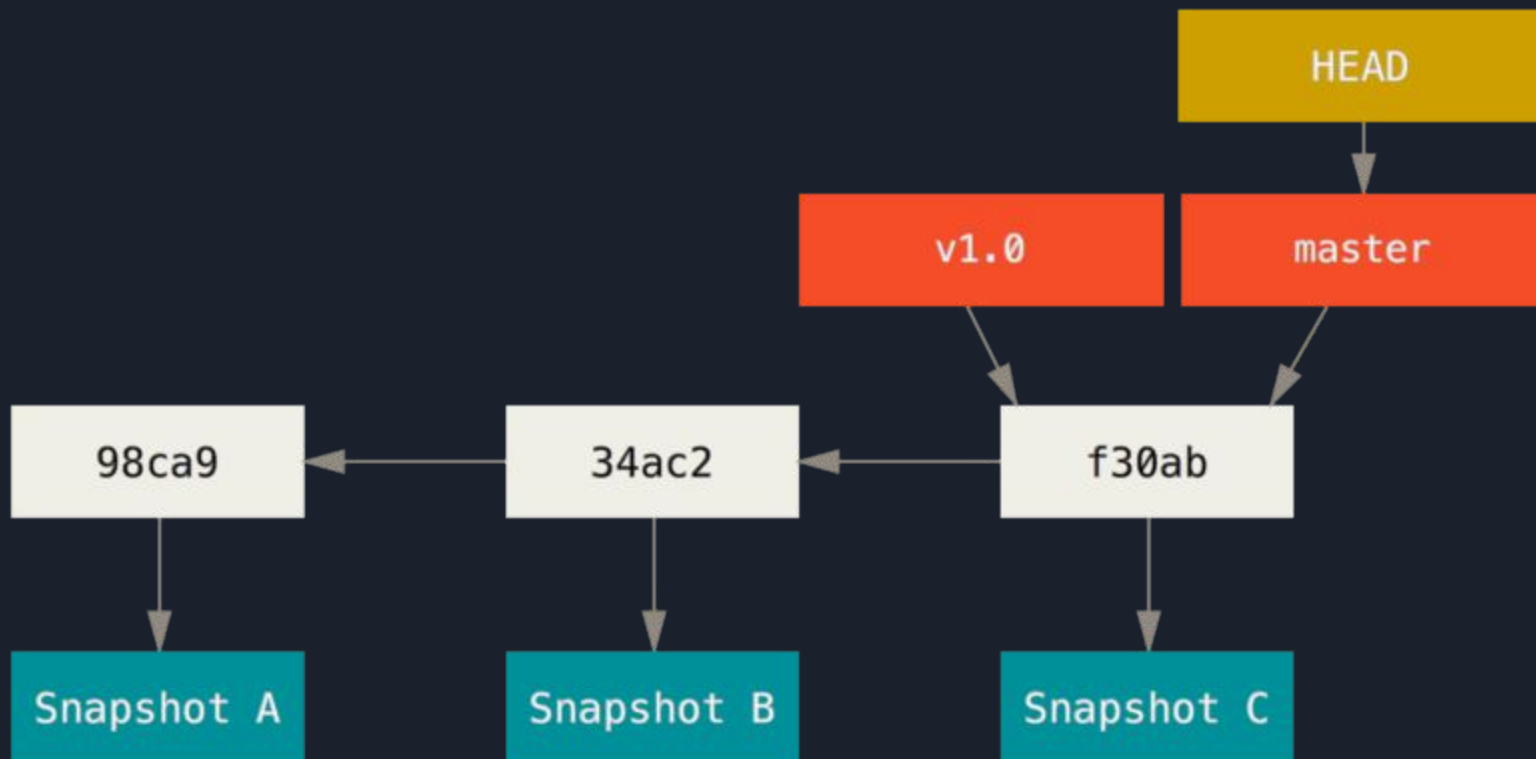 HEAD
v1.0
master
98ca9
34ac2
f30ab
Snapshot A
Snapshot B
Snapshot C